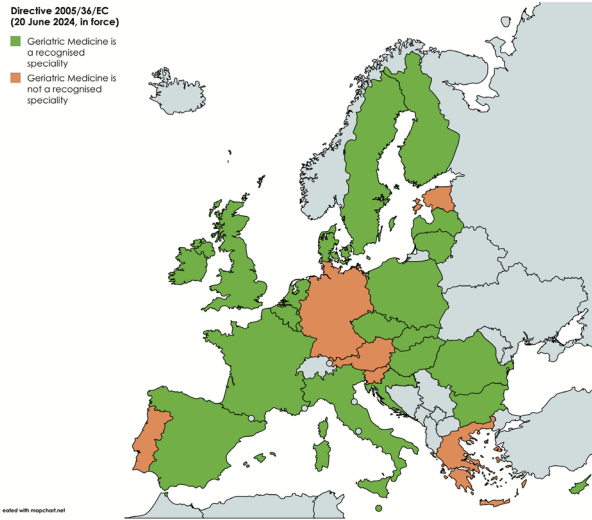 Directive 2005/36/EC
(20 June 2024, in force)
Geriatric Medicine is
a recognised
speciality
Geriatric Medicine is
not a recognised
speciality
eated with mapchart.net